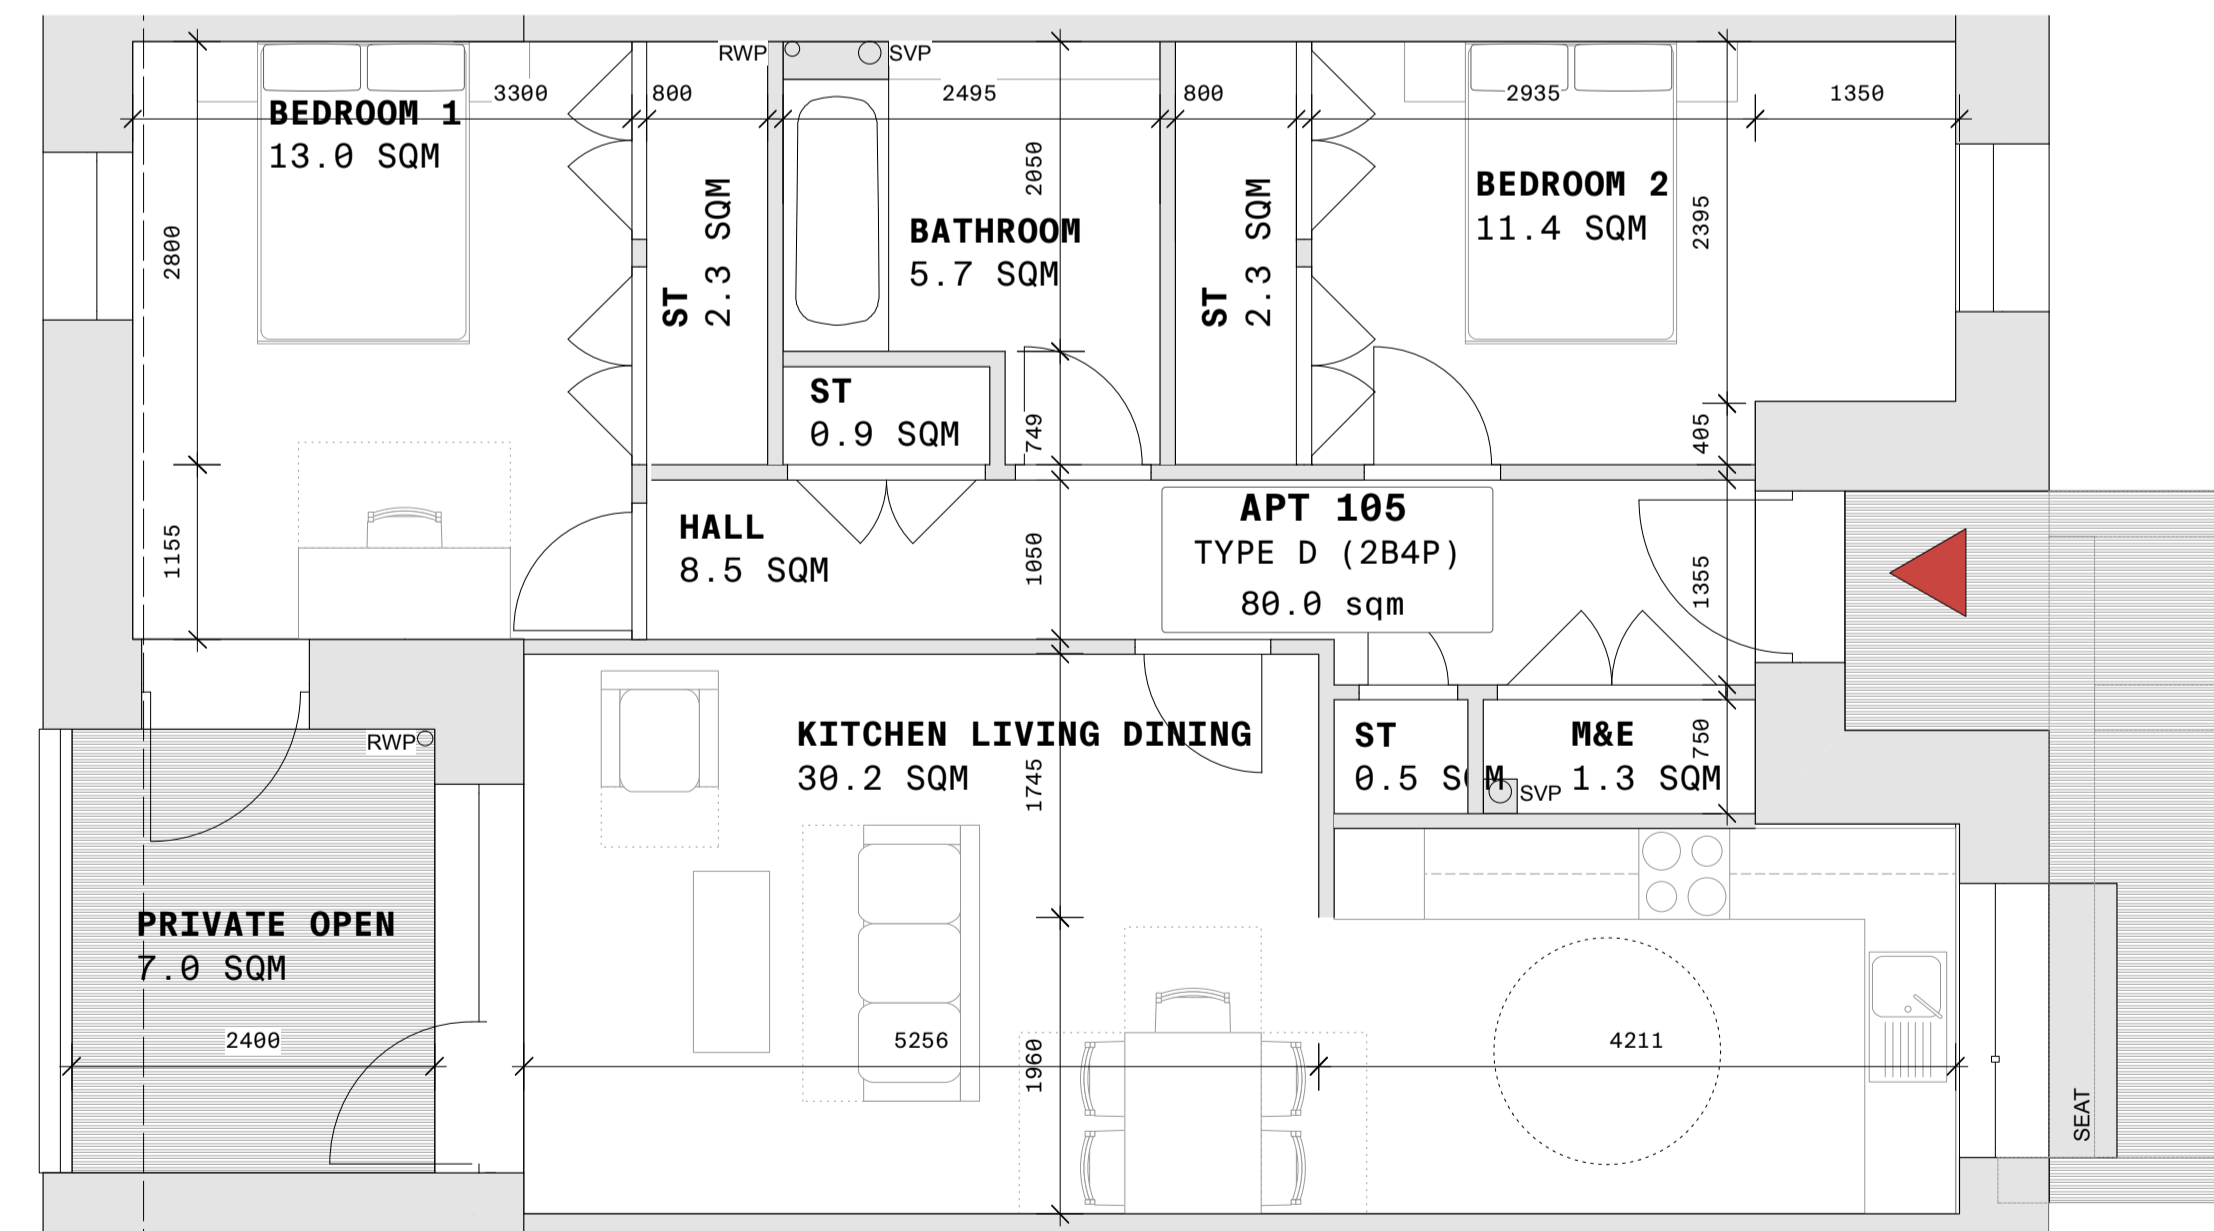 RWP
SVP
3300
800
2495
800
2935
1350
BEDROOM 1
13.0 SQM
2050
BEDROOM 2
11.4 SQM
2800
ST
2.3 SQM
BATHROOM
5.7 SQM
ST
2.3 SQM
2395
ST
0.9 SQM
749
405
APT 105
TYPE D (2B4P)
80.0 sqm
HALL
8.5 SQM
1155
1050
1355
RWP
KITCHEN LIVING DINING
30.2 SQM
1745
ST
0.5 SQM
SVP
M&E
1.3 SQM
750
PRIVATE OPEN
7.0 SQM
2400
5256
1960
4211
SEAT